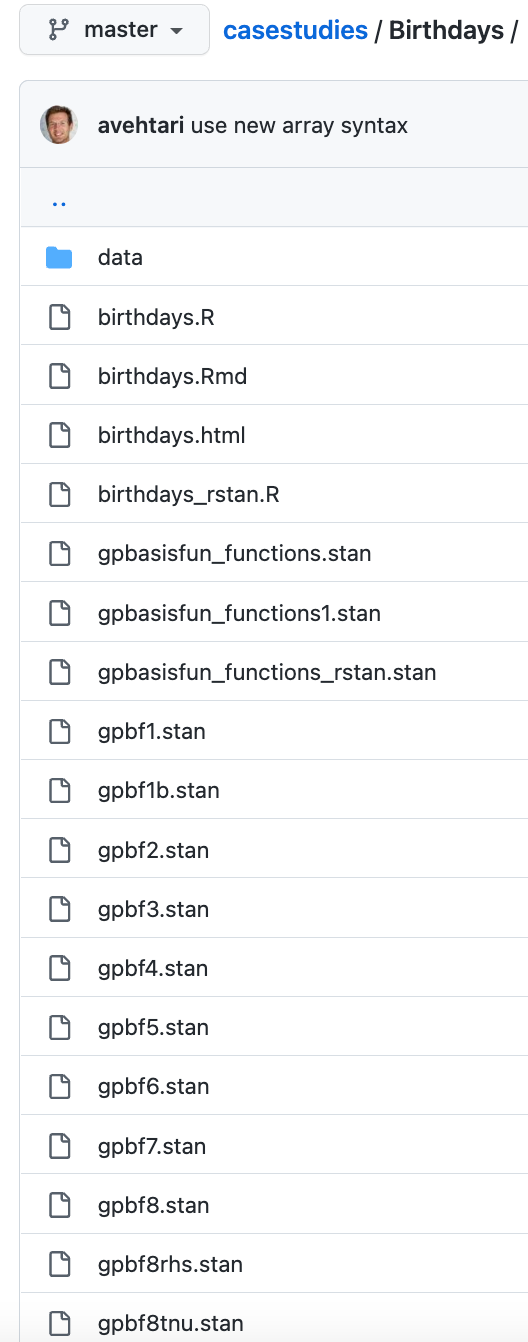 master casestudies / Birthdays /
avehtari use new array syntax
..
data
birthdays.R
birthdays.Rmd
birthdays.html
birthdays_rstan.R
gpbasisfun_functions.stan
gpbasisfun_functions1.stan
gpbasisfun_functions_rstan.stan
gpbf1.stan
gpbf1b.stan
gpbf2.stan
gpbf3.stan
gpbf4.stan
gpbf5.stan
gpbf6.stan
gpbf7.stan
gpbf8.stan
gpbf8rhs.stan
gpbf8tnu.stan